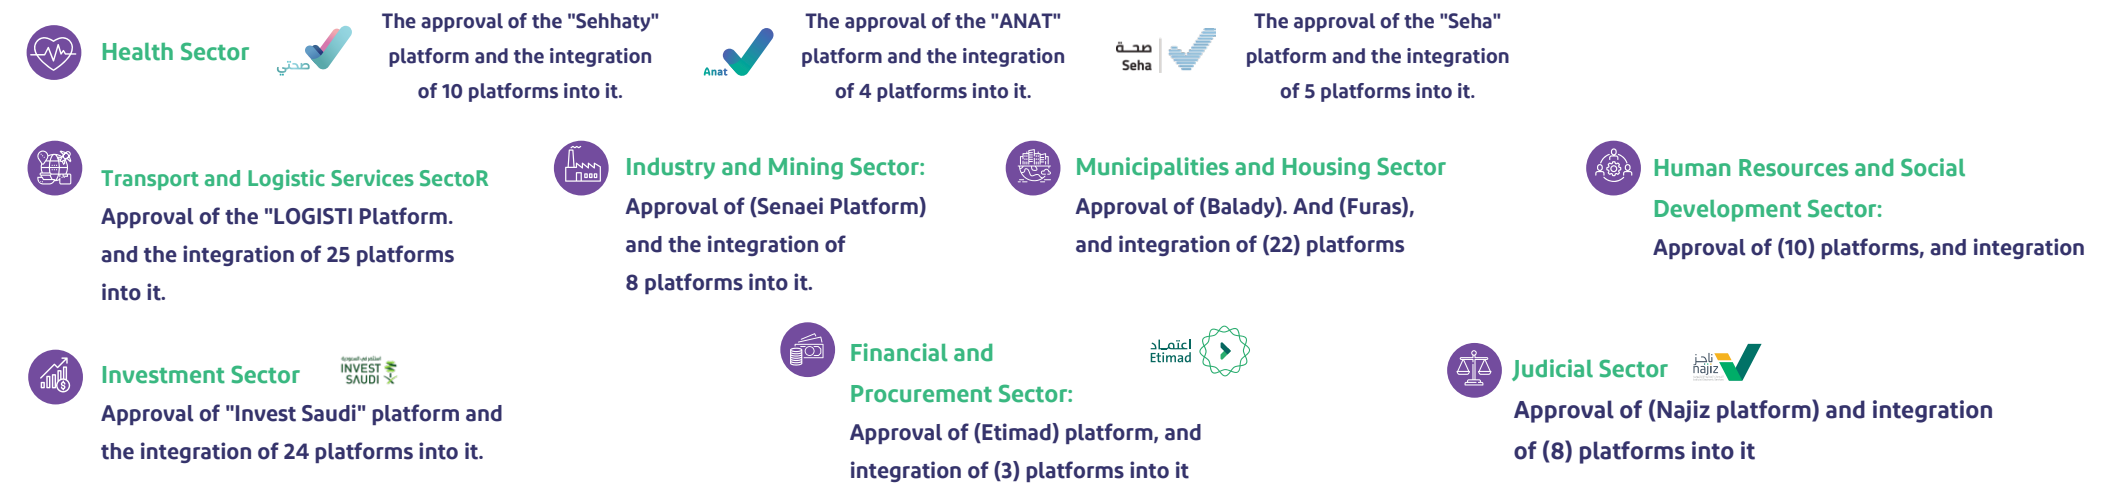 Health Sector
صحتي
The approval of the "Sehhaty"
platform and the integration
of 10 platforms into it.
Anat
The approval of the "ANAT"
platform and the integration
of 4 platforms into it.
صحة
Seha
The approval of the "Seha"
platform and the integration
of 5 platforms into it.
Transport and Logistic Services SectoR
Approval of the "LOGISTI Platform.
and the integration of 25 platforms
into it.
Industry and Mining Sector:
Approval of (Senaei Platform)
and the integration of
8 platforms into it.
Municipalities and Housing Sector
Approval of (Balady). And (Furas),
and integration of (22) platforms
Human Resources and Social
Development Sector:
Approval of (10) platforms, and integration
Investment Sector
استثمر في السعودية
INVEST
SAUDI
Approval of "Invest Saudi" platform and
the integration of 24 platforms into it.
Financial and
Procurement Sector:
اعتماد
Etimad
Approval of (Etimad) platform, and
integration of (3) platforms into it
Judicial Sector
ناجز
najiz
Approval of (Najiz platform) and integration
of (8) platforms into it